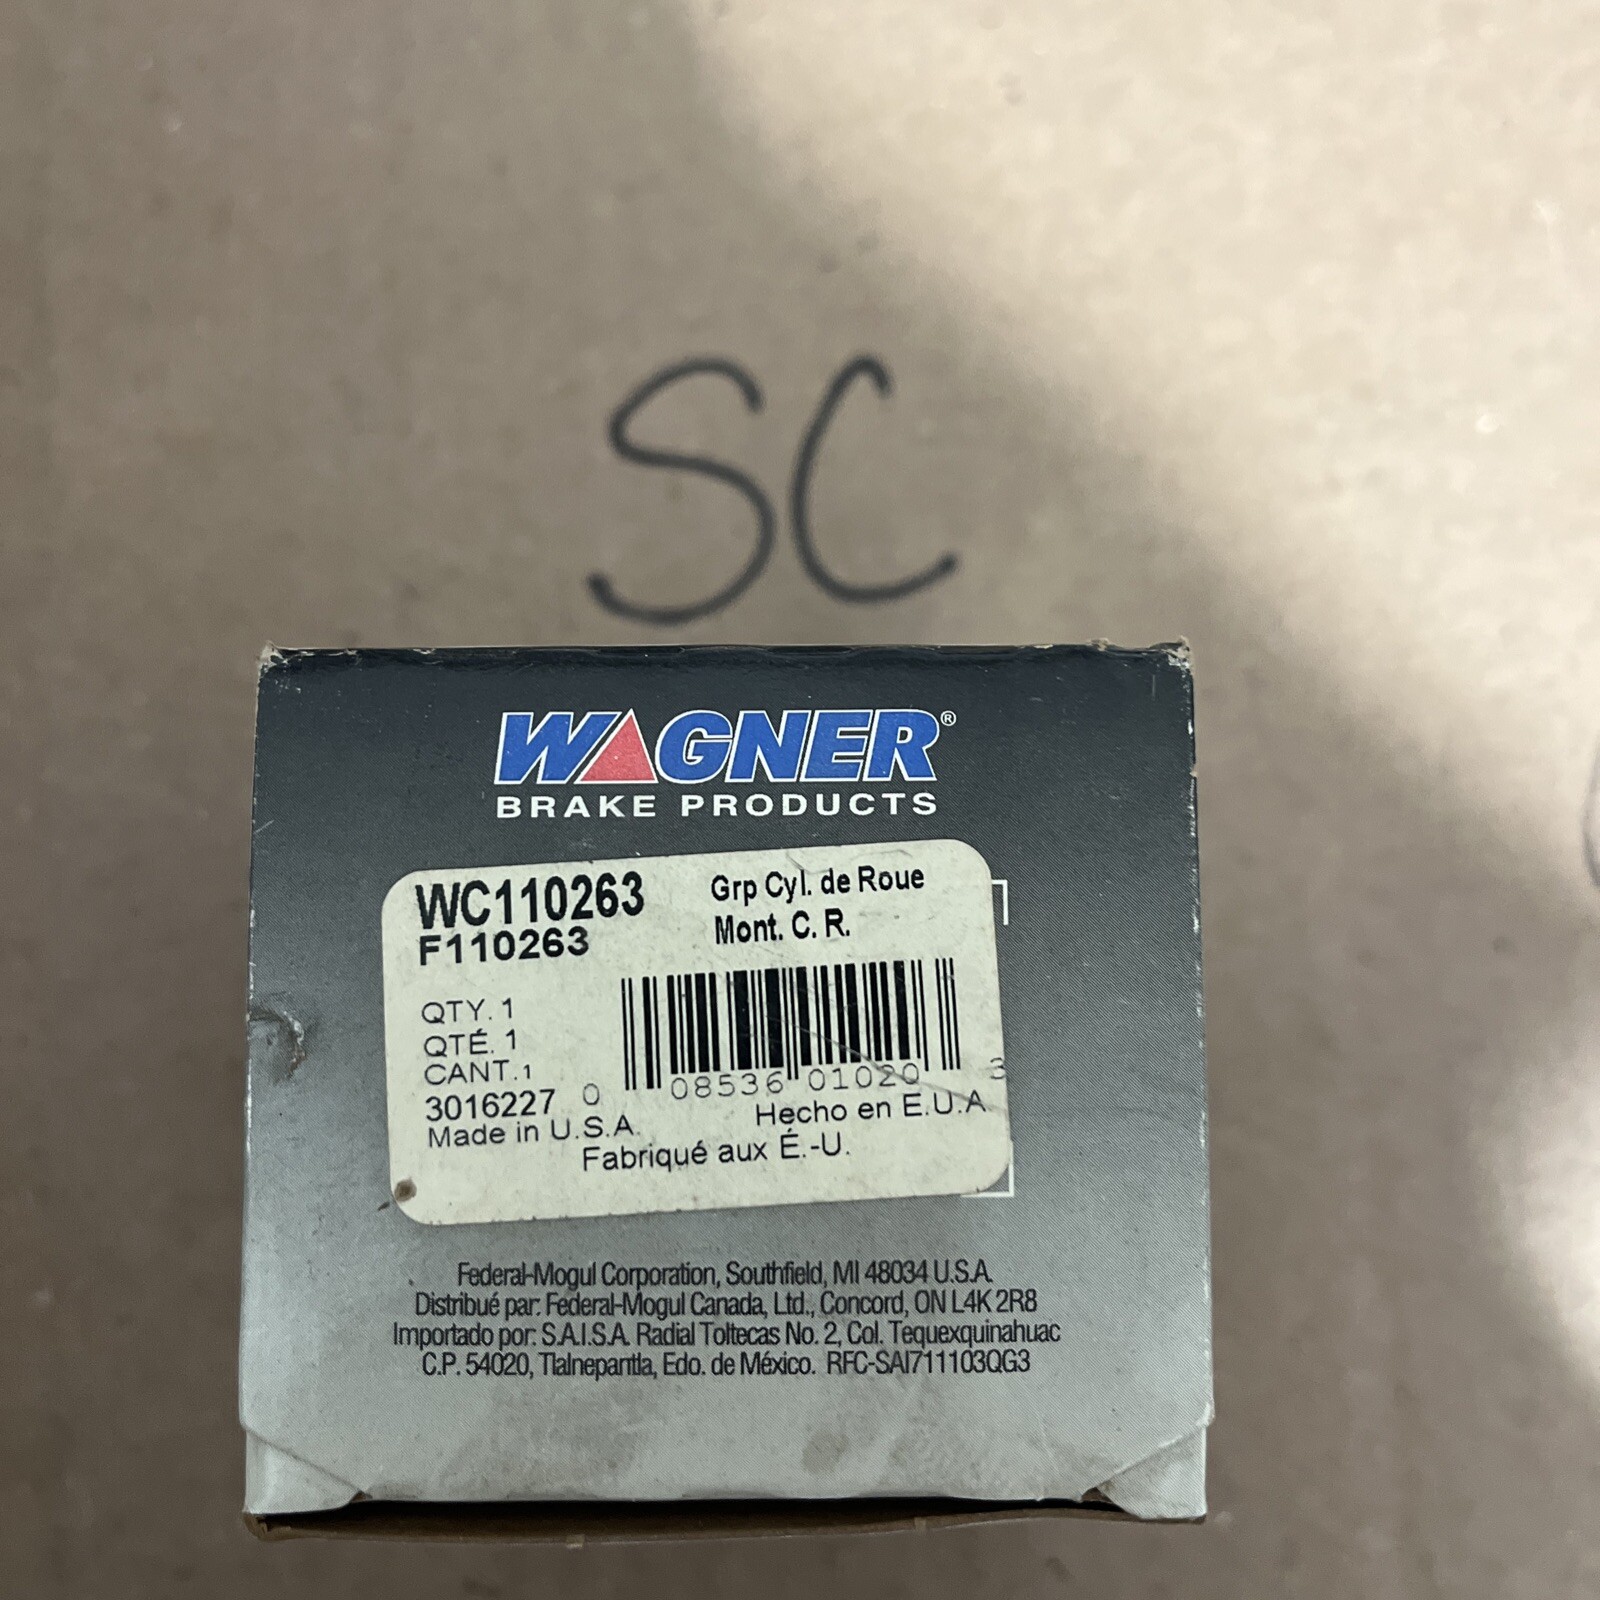 SC
WAGNER®
BRAKE PRODUCTS
WC110263
F110263
Grp Cyl. de Roue
Mont. C. R.
QTY. 1
QTÉ. 1
CANT.1
3016227
0 08536 01020 3
Made in U.S.A.
Hecho en E.U.A
Fabriqué aux É.-U.
Federal-Mogul Corporation, Southfield, MI 48034 U.S.A.
Distribué par: Federal-Mogul Canada, Ltd., Concord, ON L4K 2R8
Importado por: S.A.I.S.A. Radial Toltecas No. 2, Col. Tequexquinahuac
C.P. 54020, Tlalnepantla, Edo. de México. RFC-SAI711103QG3